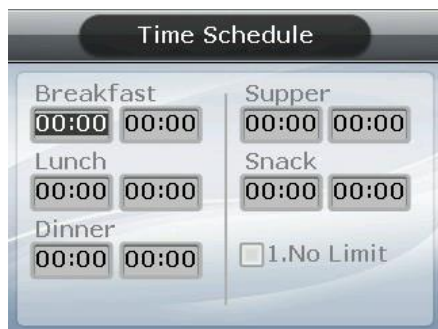 Time Schedule
Breakfast
00:00 00:00
Lunch
00:00 00:00
Dinner
00:00 00:00
Supper
00:00 00:00
Snack
00:00 00:00
1.No Limit